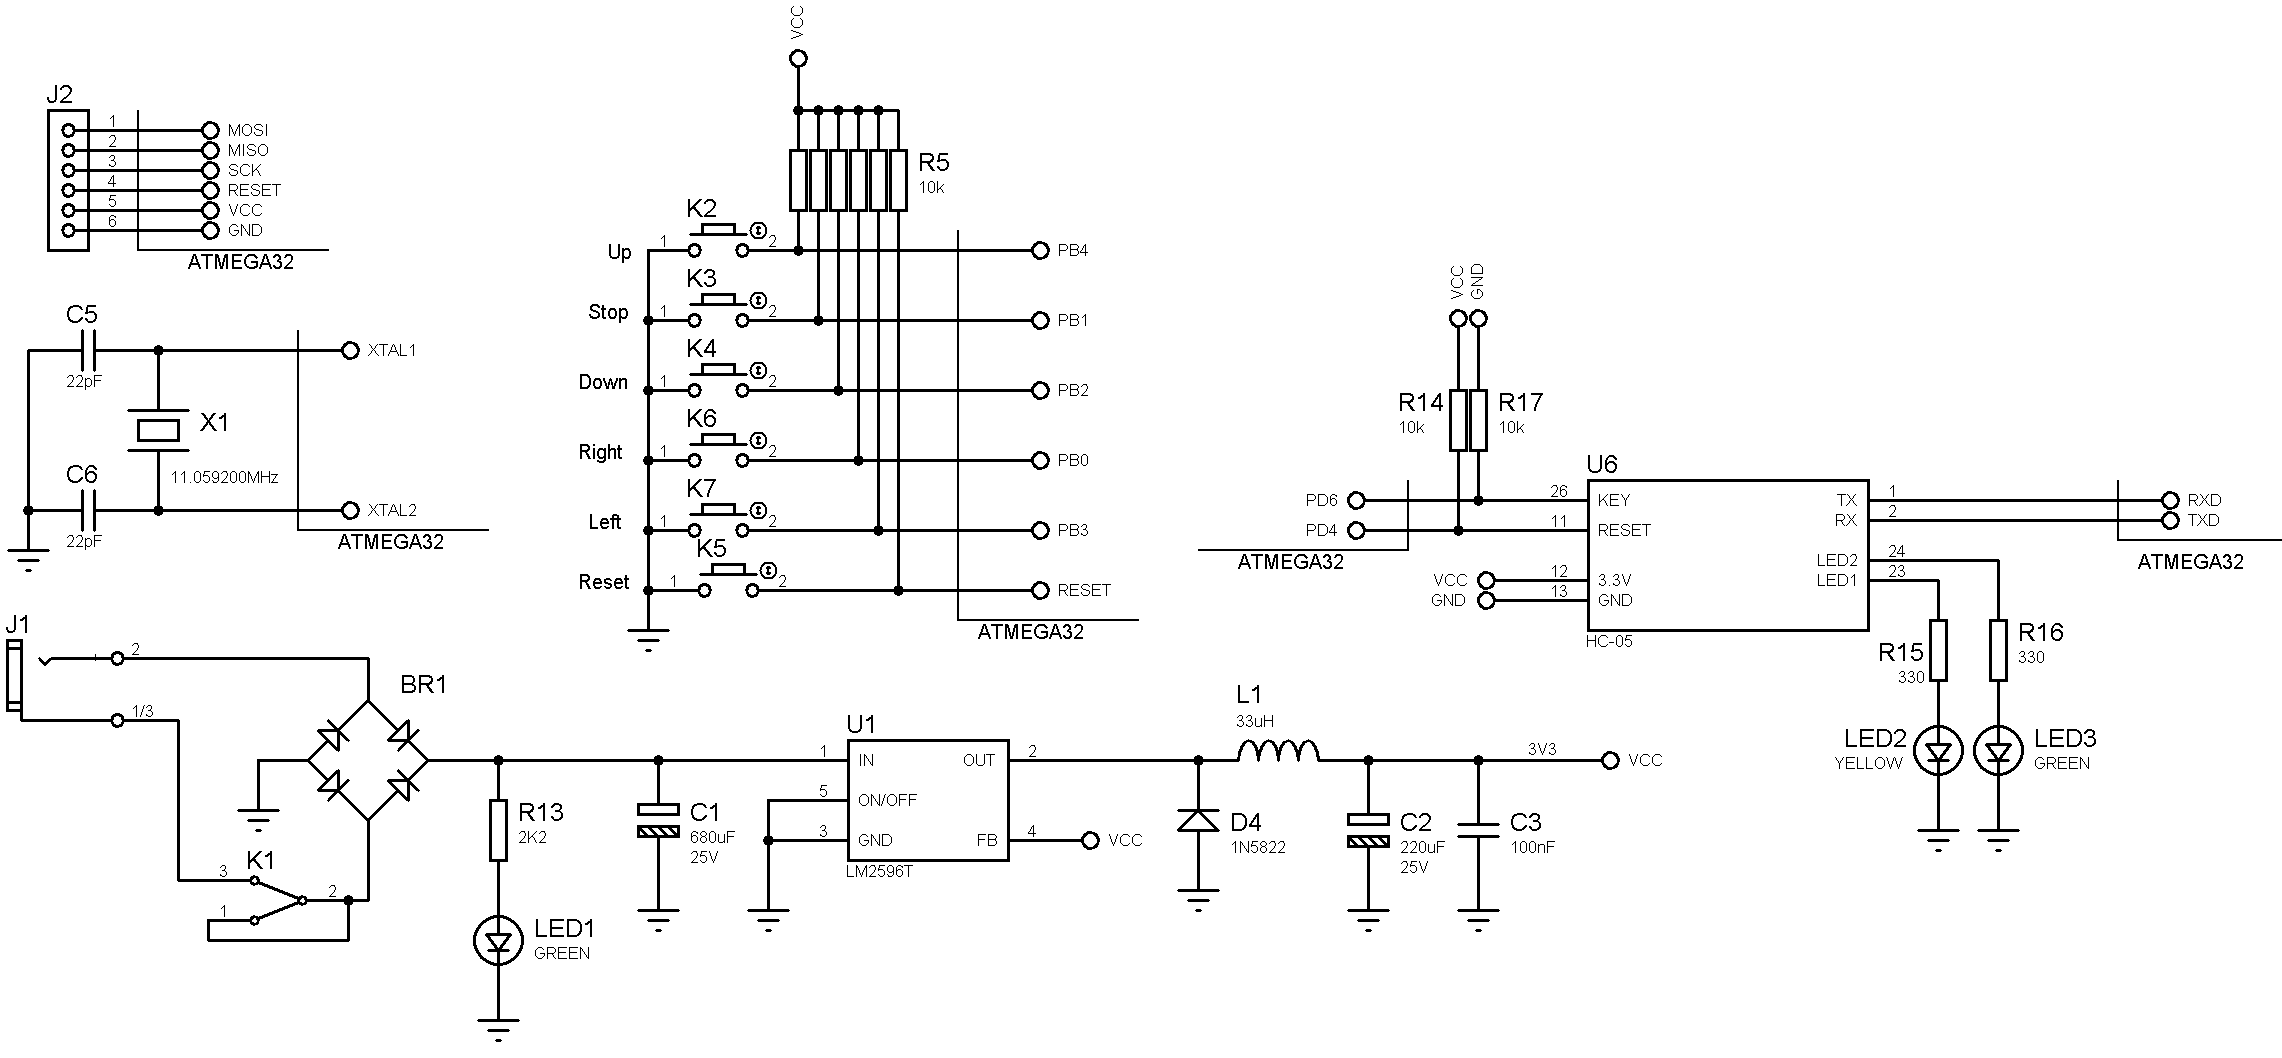 J2
1 MOSI
2 MISO
3 SCK
4 RESET
5 VCC
6 GND
ATMEGA32
C5
22pF
XTAL1
X1
11.059200MHz
C6
22pF
XTAL2
ATMEGA32
VCC
R5
10k
K2
Up 1 2 PB4
K3
Stop 1 2 PB1
K4
Down 1 2 PB2
K6
Right 1 2 PB0
K7
Left 1 2 PB3
K5
Reset 1 2 RESET
ATMEGA32
VCC
GND
R14
10k
R17
10k
U6
PD6 26 KEY
PD4 11 RESET
ATMEGA32
VCC 12 3.3V
GND 13 GND
HC-05
TX 1 RXD
RX 2 TXD
ATMEGA32
LED2 24
LED1 23
R15
330
R16
330
LED2
YELLOW
LED3
GREEN
J1
2
1/3
BR1
K1
3
2
1
R13
2K2
LED1
GREEN
C1
680uF
25V
U1
1 IN
5 ON/OFF
3 GND
OUT 2
FB 4 VCC
LM2596T
D4
1N5822
L1
33uH
C2
220uF
25V
C3
100nF
3V3 VCC